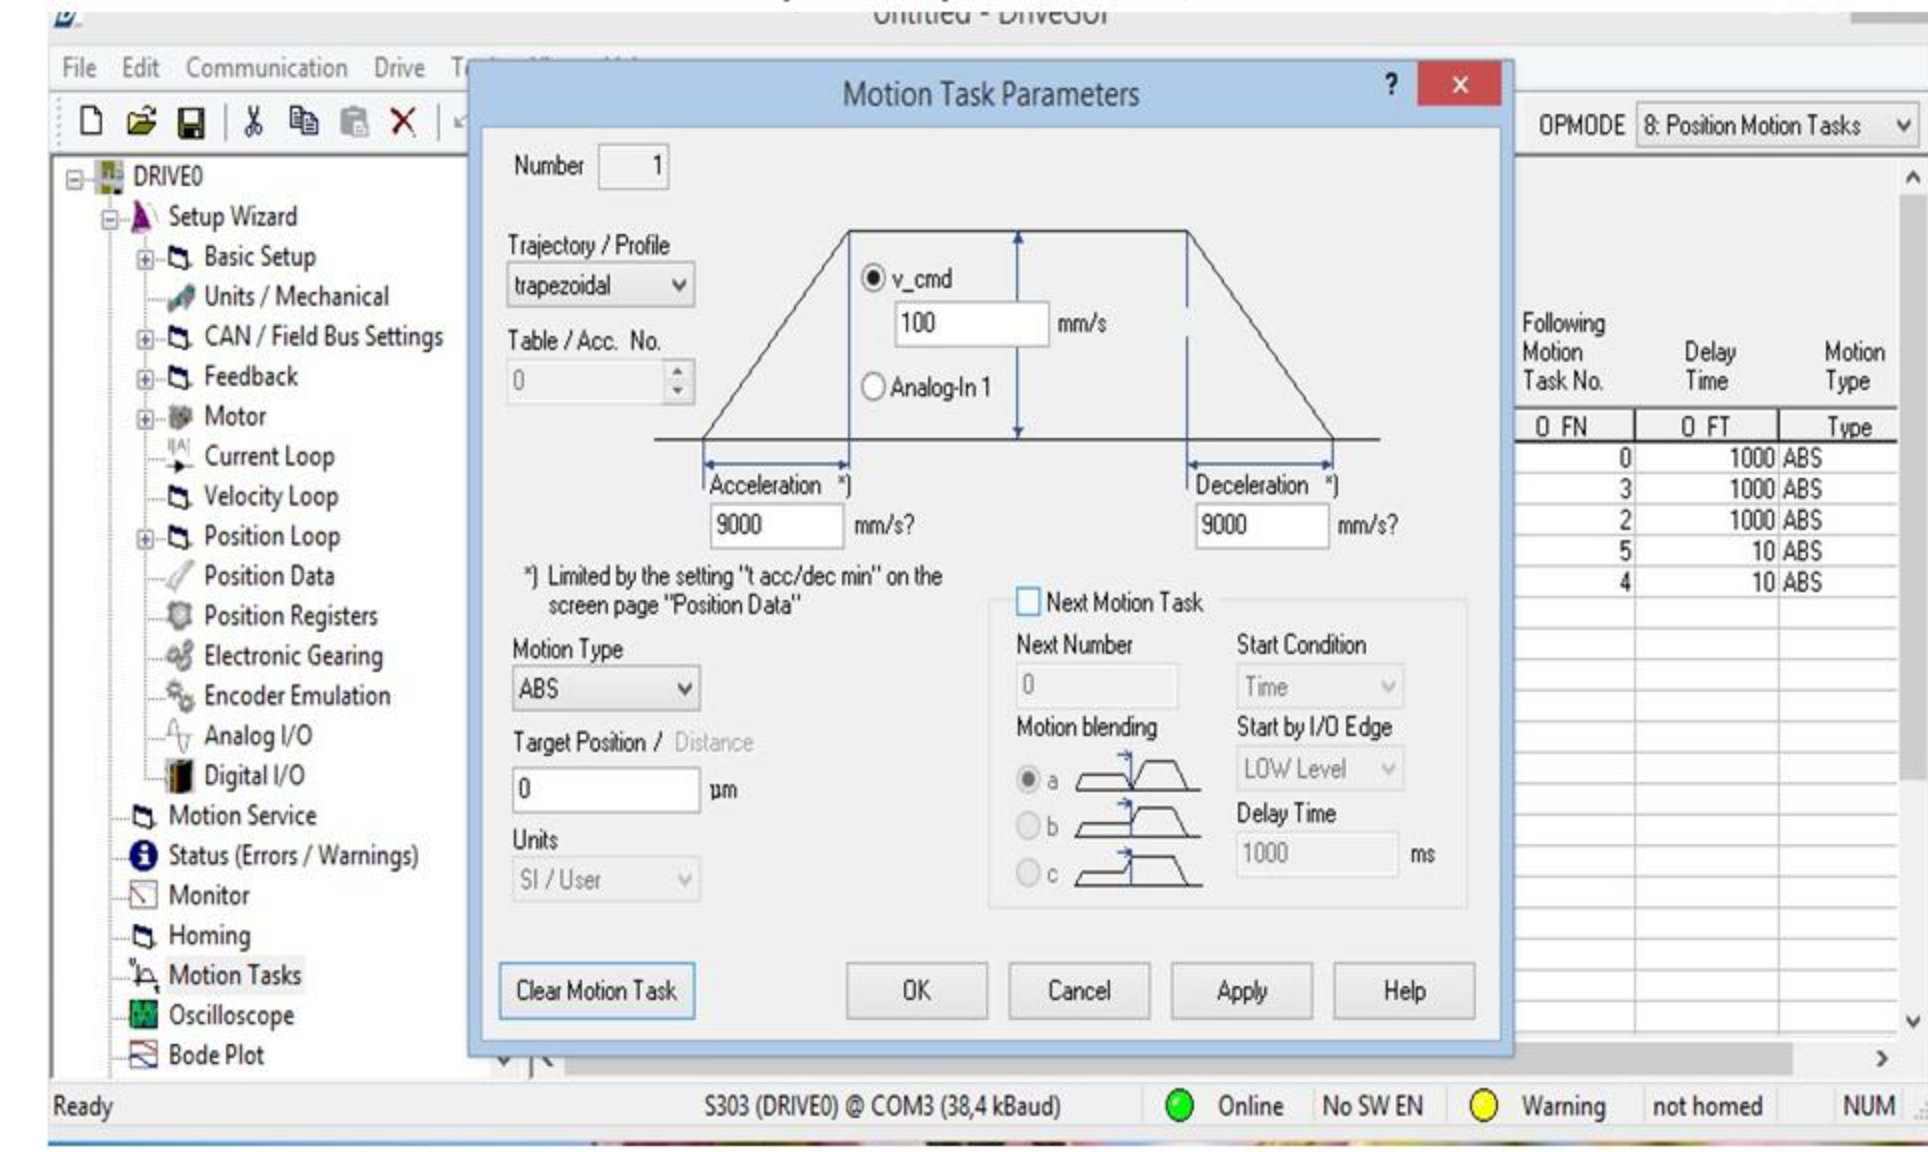 Untitled - DriveGUI
File Edit Communication Drive
OPMODE 8: Position Motion Tasks
DRIVE0
Setup Wizard
Basic Setup
Units / Mechanical
CAN / Field Bus Settings
Feedback
Motor
Current Loop
Velocity Loop
Position Loop
Position Data
Position Registers
Electronic Gearing
Encoder Emulation
Analog I/O
Digital I/O
Motion Service
Status (Errors / Warnings)
Monitor
Homing
Motion Tasks
Oscilloscope
Bode Plot
Motion Task Parameters ? x
Number 1
Trajectory / Profile
trapezoidal
Table / Acc. No.
0
v_cmd
100 mm/s
Analog-In 1
Acceleration *)
9000 mm/s?
Deceleration *)
9000 mm/s?
*) Limited by the setting "t acc/dec min" on the
screen page "Position Data"
Motion Type
ABS
Target Position / Distance
0 µm
Units
SI / User
Next Motion Task
Next Number
0
Start Condition
Time
Motion blending
a
b
c
Start by I/O Edge
LOW Level
Delay Time
1000 ms
Clear Motion Task OK Cancel Apply Help
Following
Motion Delay Motion
Task No. Time Type
O_FN O_FT Type
0 1000 ABS
3 1000 ABS
2 1000 ABS
5 10 ABS
4 10 ABS
Ready S303 (DRIVE0) @ COM3 (38,4 kBaud) Online No SW EN Warning not homed NUM